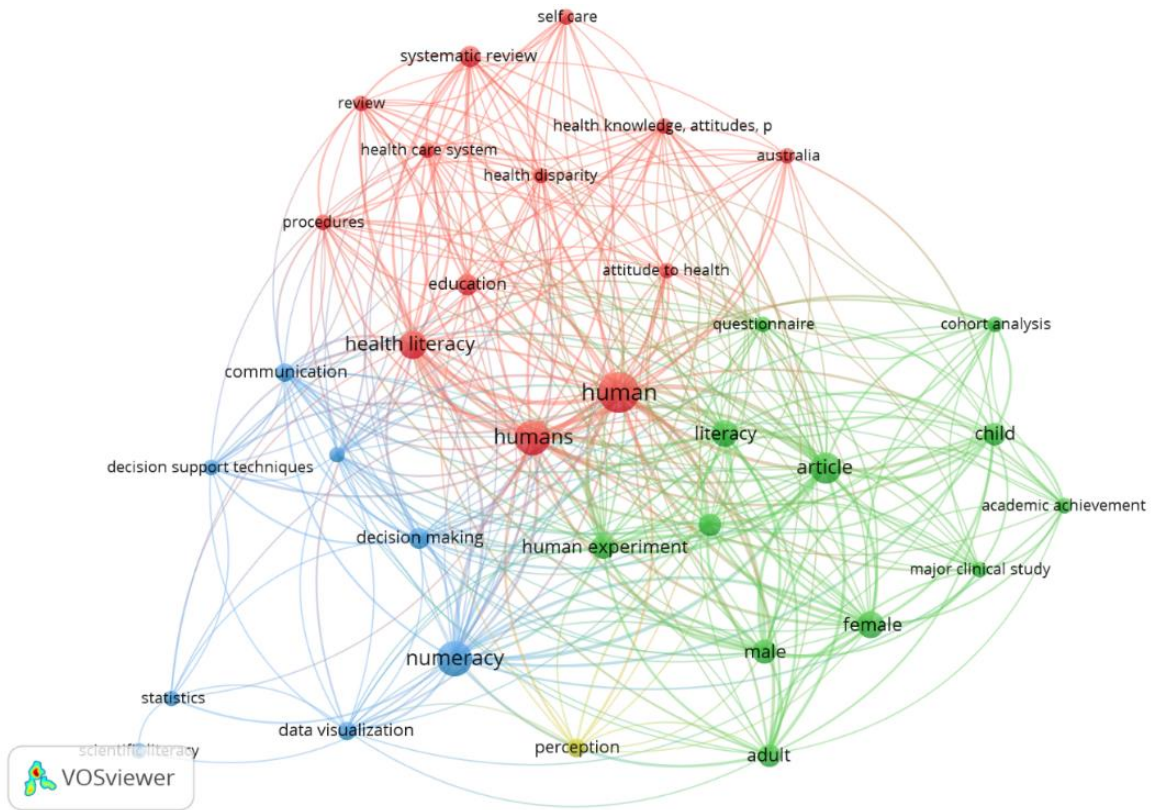 self care
systematic review
review
health knowledge, attitudes, p
health care system
australia
health disparity
procedures
attitude to health
education
questionnaire
cohort analysis
health literacy
communication
human
humans
literacy
child
decision support techniques
article
academic achievement
decision making
human experiment
major clinical study
female
numeracy
male
statistics
data visualization
perception
scientific literacy
adult
VOSviewer